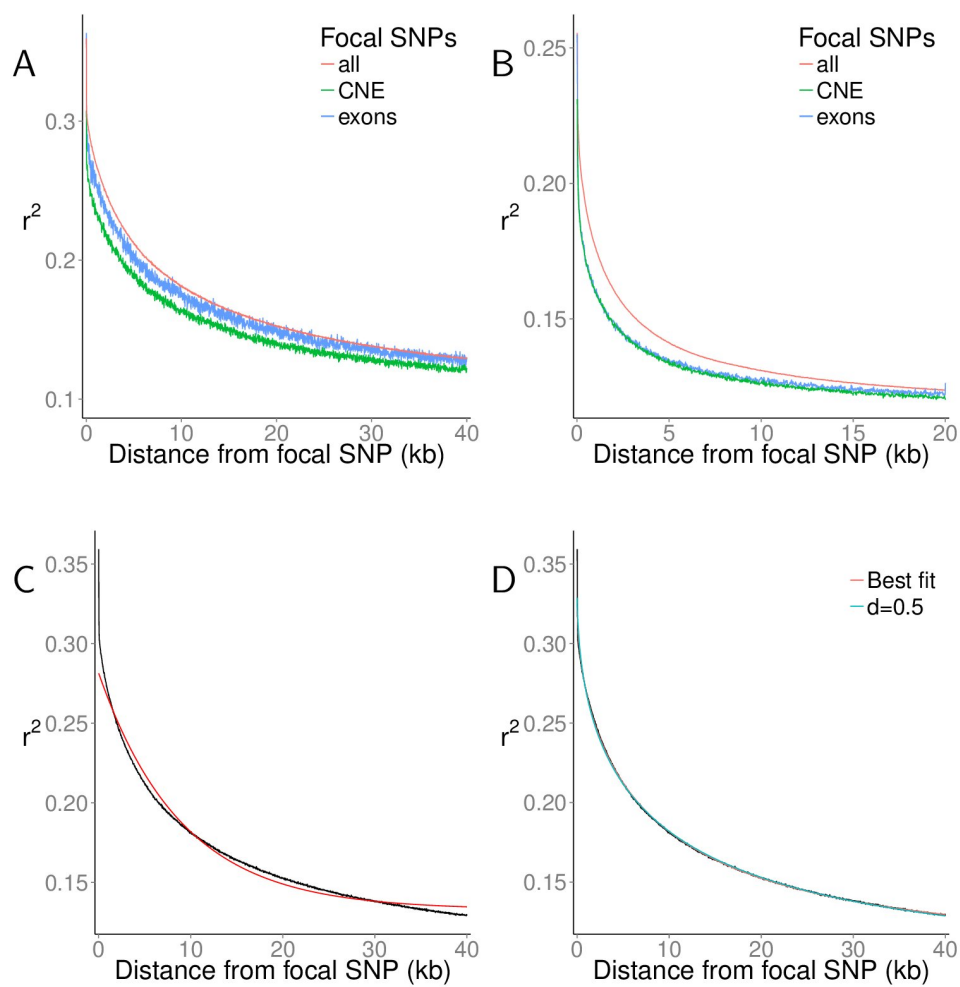 A
Focal SNPs
all
CNE
exons
0.3
0.2
0.1
r²
0 10 20 30 40
Distance from focal SNP (kb)
B
Focal SNPs
all
CNE
exons
0.25
0.20
0.15
r²
0 5 10 15 20
Distance from focal SNP (kb)
C
0.35
0.30
0.25
0.20
0.15
r²
0 10 20 30 40
Distance from focal SNP (kb)
D
Best fit
d=0.5
0.35
0.30
0.25
0.20
0.15
r²
0 10 20 30 40
Distance from focal SNP (kb)